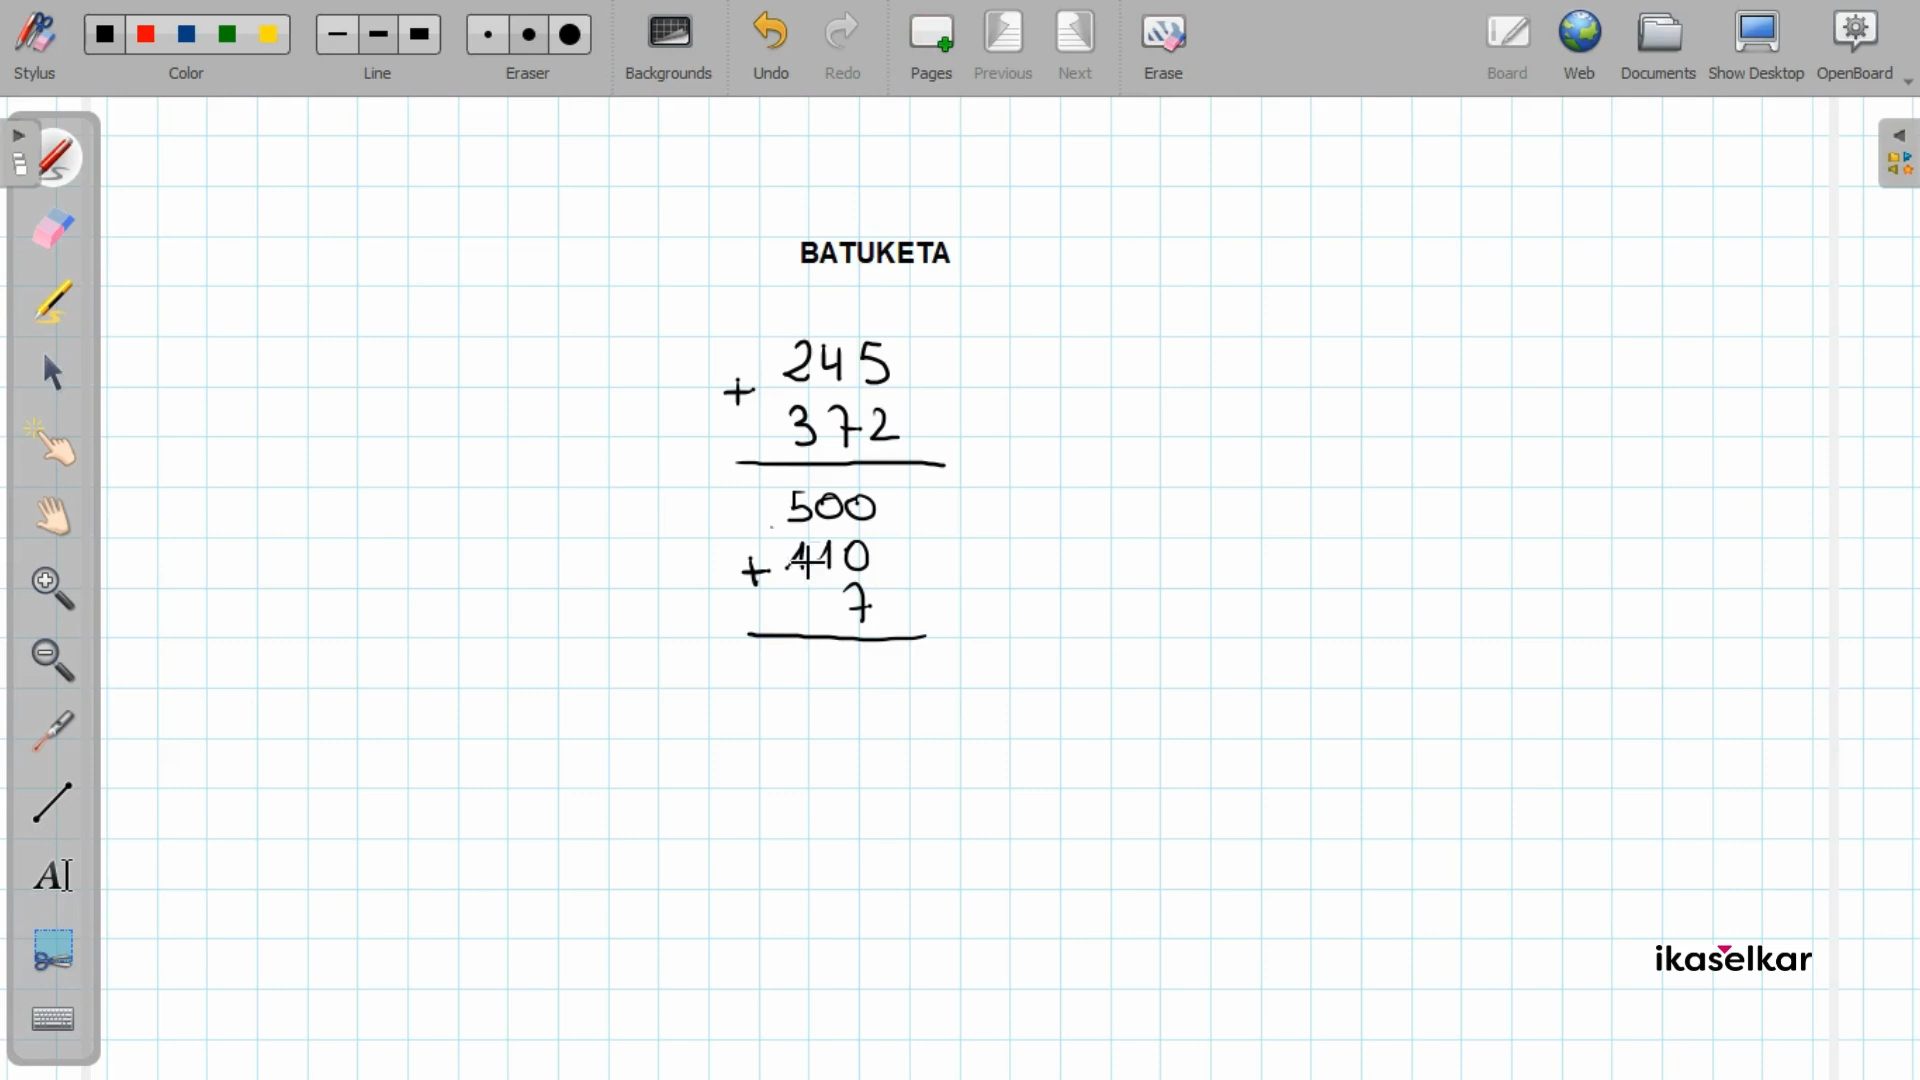 Stylus
Color
Line
Eraser
Backgrounds
Undo
Redo
Pages
Previous
Next
Erase
Board
Web
Documents
Show Desktop
OpenBoard
BATUKETA
245
+
372
500
+ 110
7
A
ikaselkar